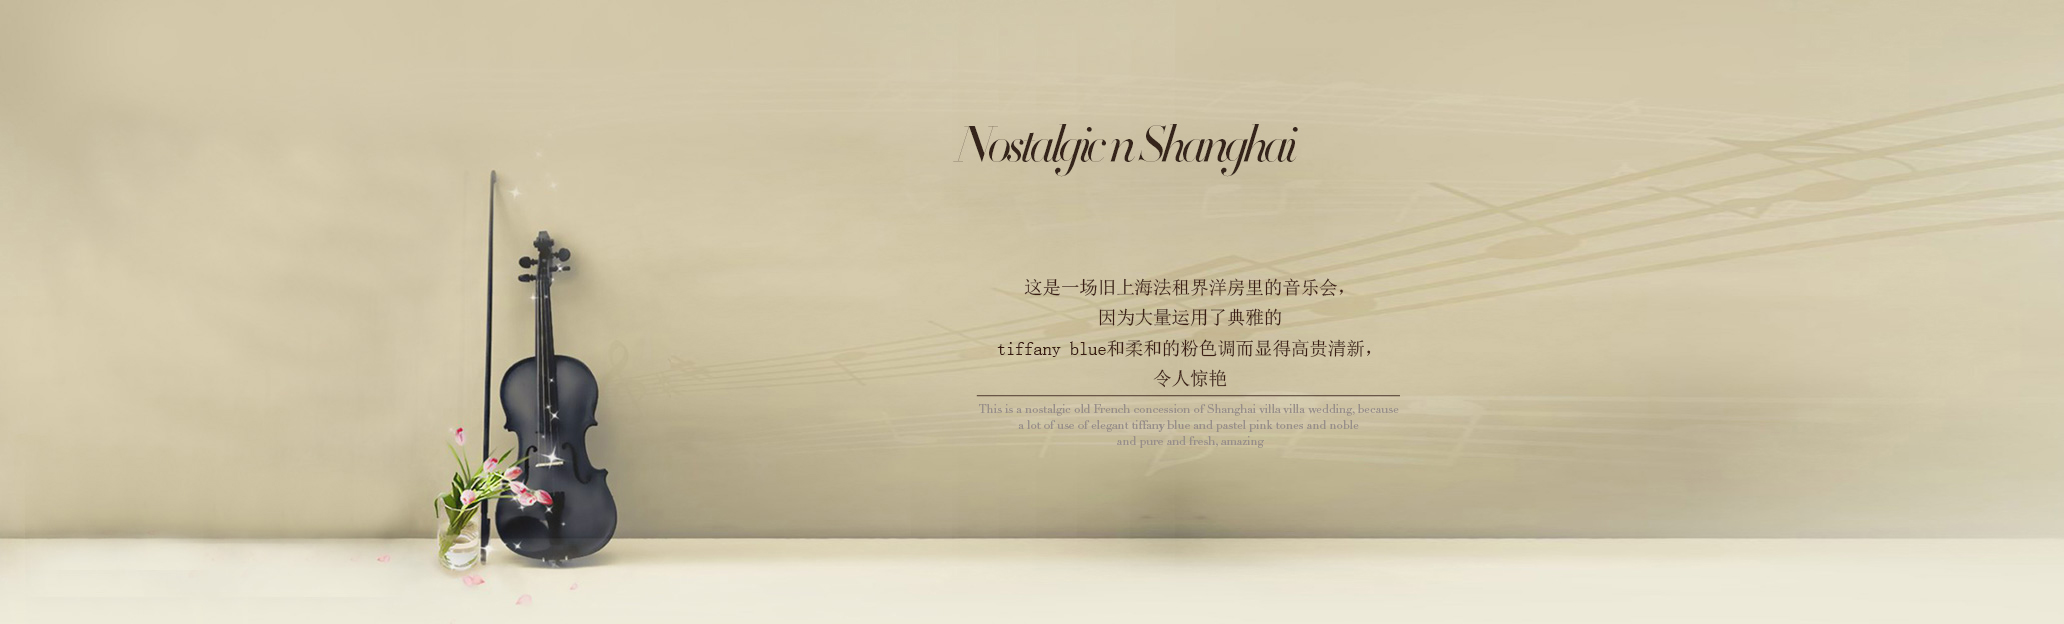 Nostalgic n Shanghai
这是一场旧上海法租界洋房里的音乐会，
因为大量运用了典雅的
tiffany blue和柔和的粉色调而显得高贵清新，
令人惊艳
This is a nostalgic old French concession of Shanghai villa villa wedding, because
a lot of use of elegant tiffany blue and pastel pink tones and noble
and pure and fresh, amazing